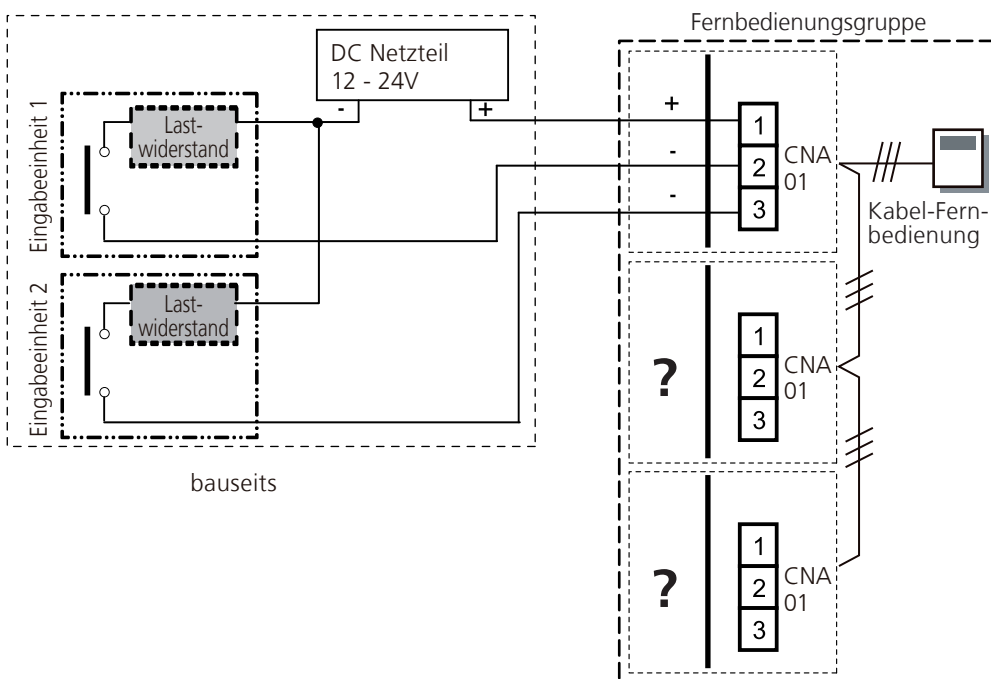 Fernbedienungsgruppe
DC Netzteil
12 - 24V
- +
Eingabeeinheit 1
Last-
widerstand
+
-
-
1
2
3
CNA
01
Kabel-Fern-
bedienung
Eingabeeinheit 2
Last-
widerstand
bauseits
?
1
2
3
CNA
01
?
1
2
3
CNA
01